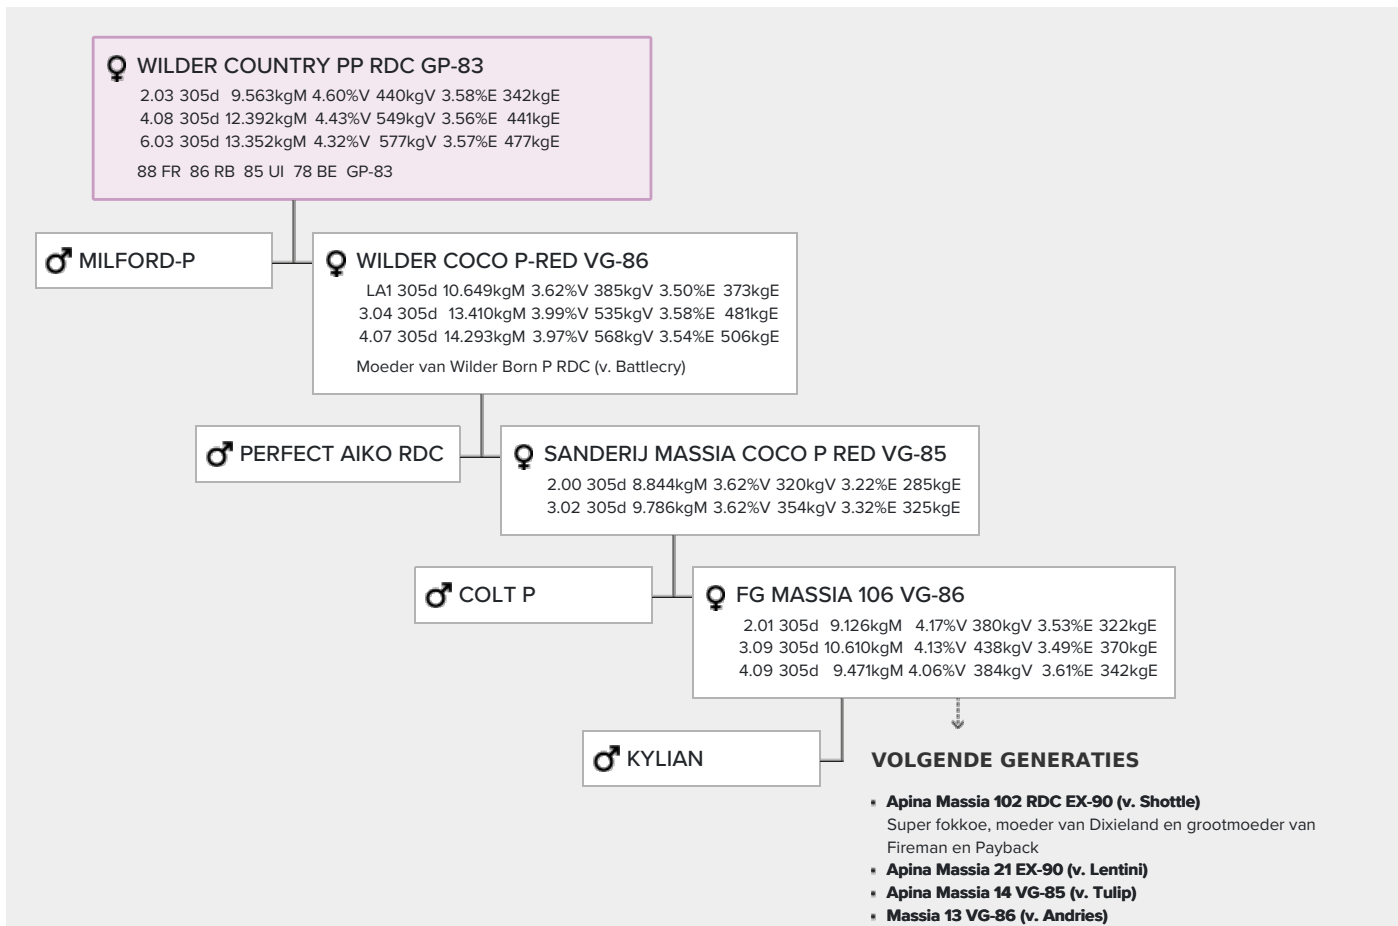 WILDER COUNTRY PP RDC GP-83
2.03 305d 9.563kgM 4.60%V 440kgV 3.58%E 342kgE
4.08 305d 12.392kgM 4.43%V 549kgV 3.56%E 441kgE
6.03 305d 13.352kgM 4.32%V 577kgV 3.57%E 477kgE
88 FR 86 RB 85 UI 78 BE GP-83
MILFORD-P
WILDER COCO P-RED VG-86
LA1 305d 10.649kgM 3.62%V 385kgV 3.50%E 373kgE
3.04 305d 13.410kgM 3.99%V 535kgV 3.58%E 481kgE
4.07 305d 14.293kgM 3.97%V 568kgV 3.54%E 506kgE
Moeder van Wilder Born P RDC (v. Battlecry)
PERFECT AIKO RDC
SANDERIJ MASSIA COCO P RED VG-85
2.00 305d 8.844kgM 3.62%V 320kgV 3.22%E 285kgE
3.02 305d 9.786kgM 3.62%V 354kgV 3.32%E 325kgE
COLT P
FG MASSIA 106 VG-86
2.01 305d 9.126kgM 4.17%V 380kgV 3.53%E 322kgE
3.09 305d 10.610kgM 4.13%V 438kgV 3.49%E 370kgE
4.09 305d 9.471kgM 4.06%V 384kgV 3.61%E 342kgE
KYLIAN
VOLGENDE GENERATIES
▪ Apina Massia 102 RDC EX-90 (v. Shottle)
Super fokkoe, moeder van Dixieland en grootmoeder van
Fireman en Payback
▪ Apina Massia 21 EX-90 (v. Lentini)
▪ Apina Massia 14 VG-85 (v. Tulip)
▪ Massia 13 VG-86 (v. Andries)